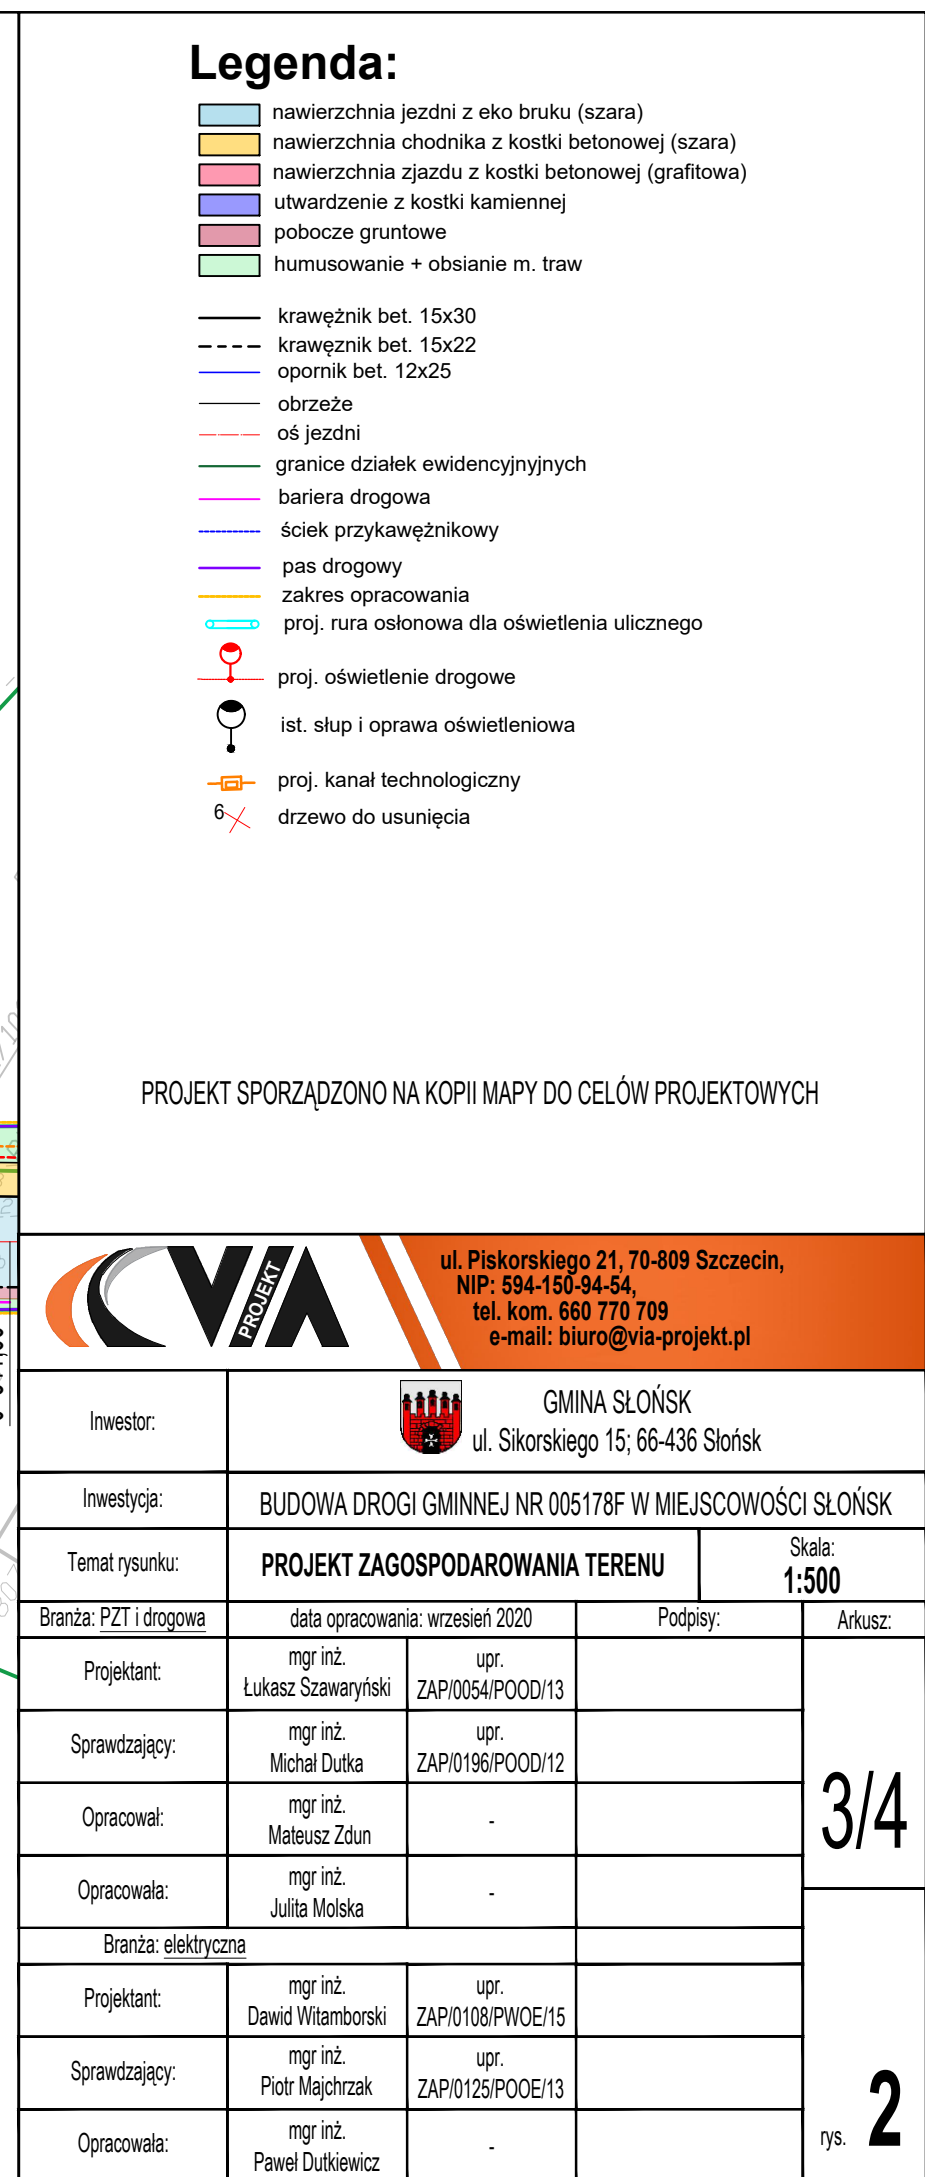 Legenda:
nawierzchnia jezdni z eko bruku (szara)
nawierzchnia chodnika z kostki betonowej (szara)
nawierzchnia zjazdu z kostki betonowej (grafitowa)
utwardzenie z kostki kamiennej
pobocze gruntowe
humusowanie + obsianie m. traw
krawężnik bet. 15x30
krawęznik bet. 15x22
opornik bet. 12x25
obrzeże
oś jezdni
granice działek ewidencyjnyjnych
bariera drogowa
ściek przykawężnikowy
pas drogowy
zakres opracowania
proj. rura osłonowa dla oświetlenia ulicznego
proj. oświetlenie drogowe
ist. słup i oprawa oświetleniowa
proj. kanał technologiczny
6 drzewo do usunięcia
PROJEKT SPORZĄDZONO NA KOPII MAPY DO CELÓW PROJEKTOWYCH
VIA PROJEKT
ul. Piskorskiego 21, 70-809 Szczecin,
NIP: 594-150-94-54,
tel. kom. 660 770 709
e-mail: biuro@via-projekt.pl
Inwestor:
GMINA SŁOŃSK
ul. Sikorskiego 15; 66-436 Słońsk
Inwestycja:
BUDOWA DROGI GMINNEJ NR 005178F W MIEJSCOWOŚCI SŁOŃSK
Temat rysunku:
PROJEKT ZAGOSPODAROWANIA TERENU
Skala:
1:500
Branża: PZT i drogowa
data opracowania: wrzesień 2020
Podpisy:
Arkusz:
Projektant:
mgr inż.
Łukasz Szawaryński
upr.
ZAP/0054/POOD/13
Sprawdzający:
mgr inż.
Michał Dutka
upr.
ZAP/0196/POOD/12
3/4
Opracował:
mgr inż.
Mateusz Zdun
-
Opracowała:
mgr inż.
Julita Molska
-
Branża: elektryczna
Projektant:
mgr inż.
Dawid Witamborski
upr.
ZAP/0108/PWOE/15
Sprawdzający:
mgr inż.
Piotr Majchrzak
upr.
ZAP/0125/POOE/13
Opracowała:
mgr inż.
Paweł Dutkiewicz
-
rys. 2